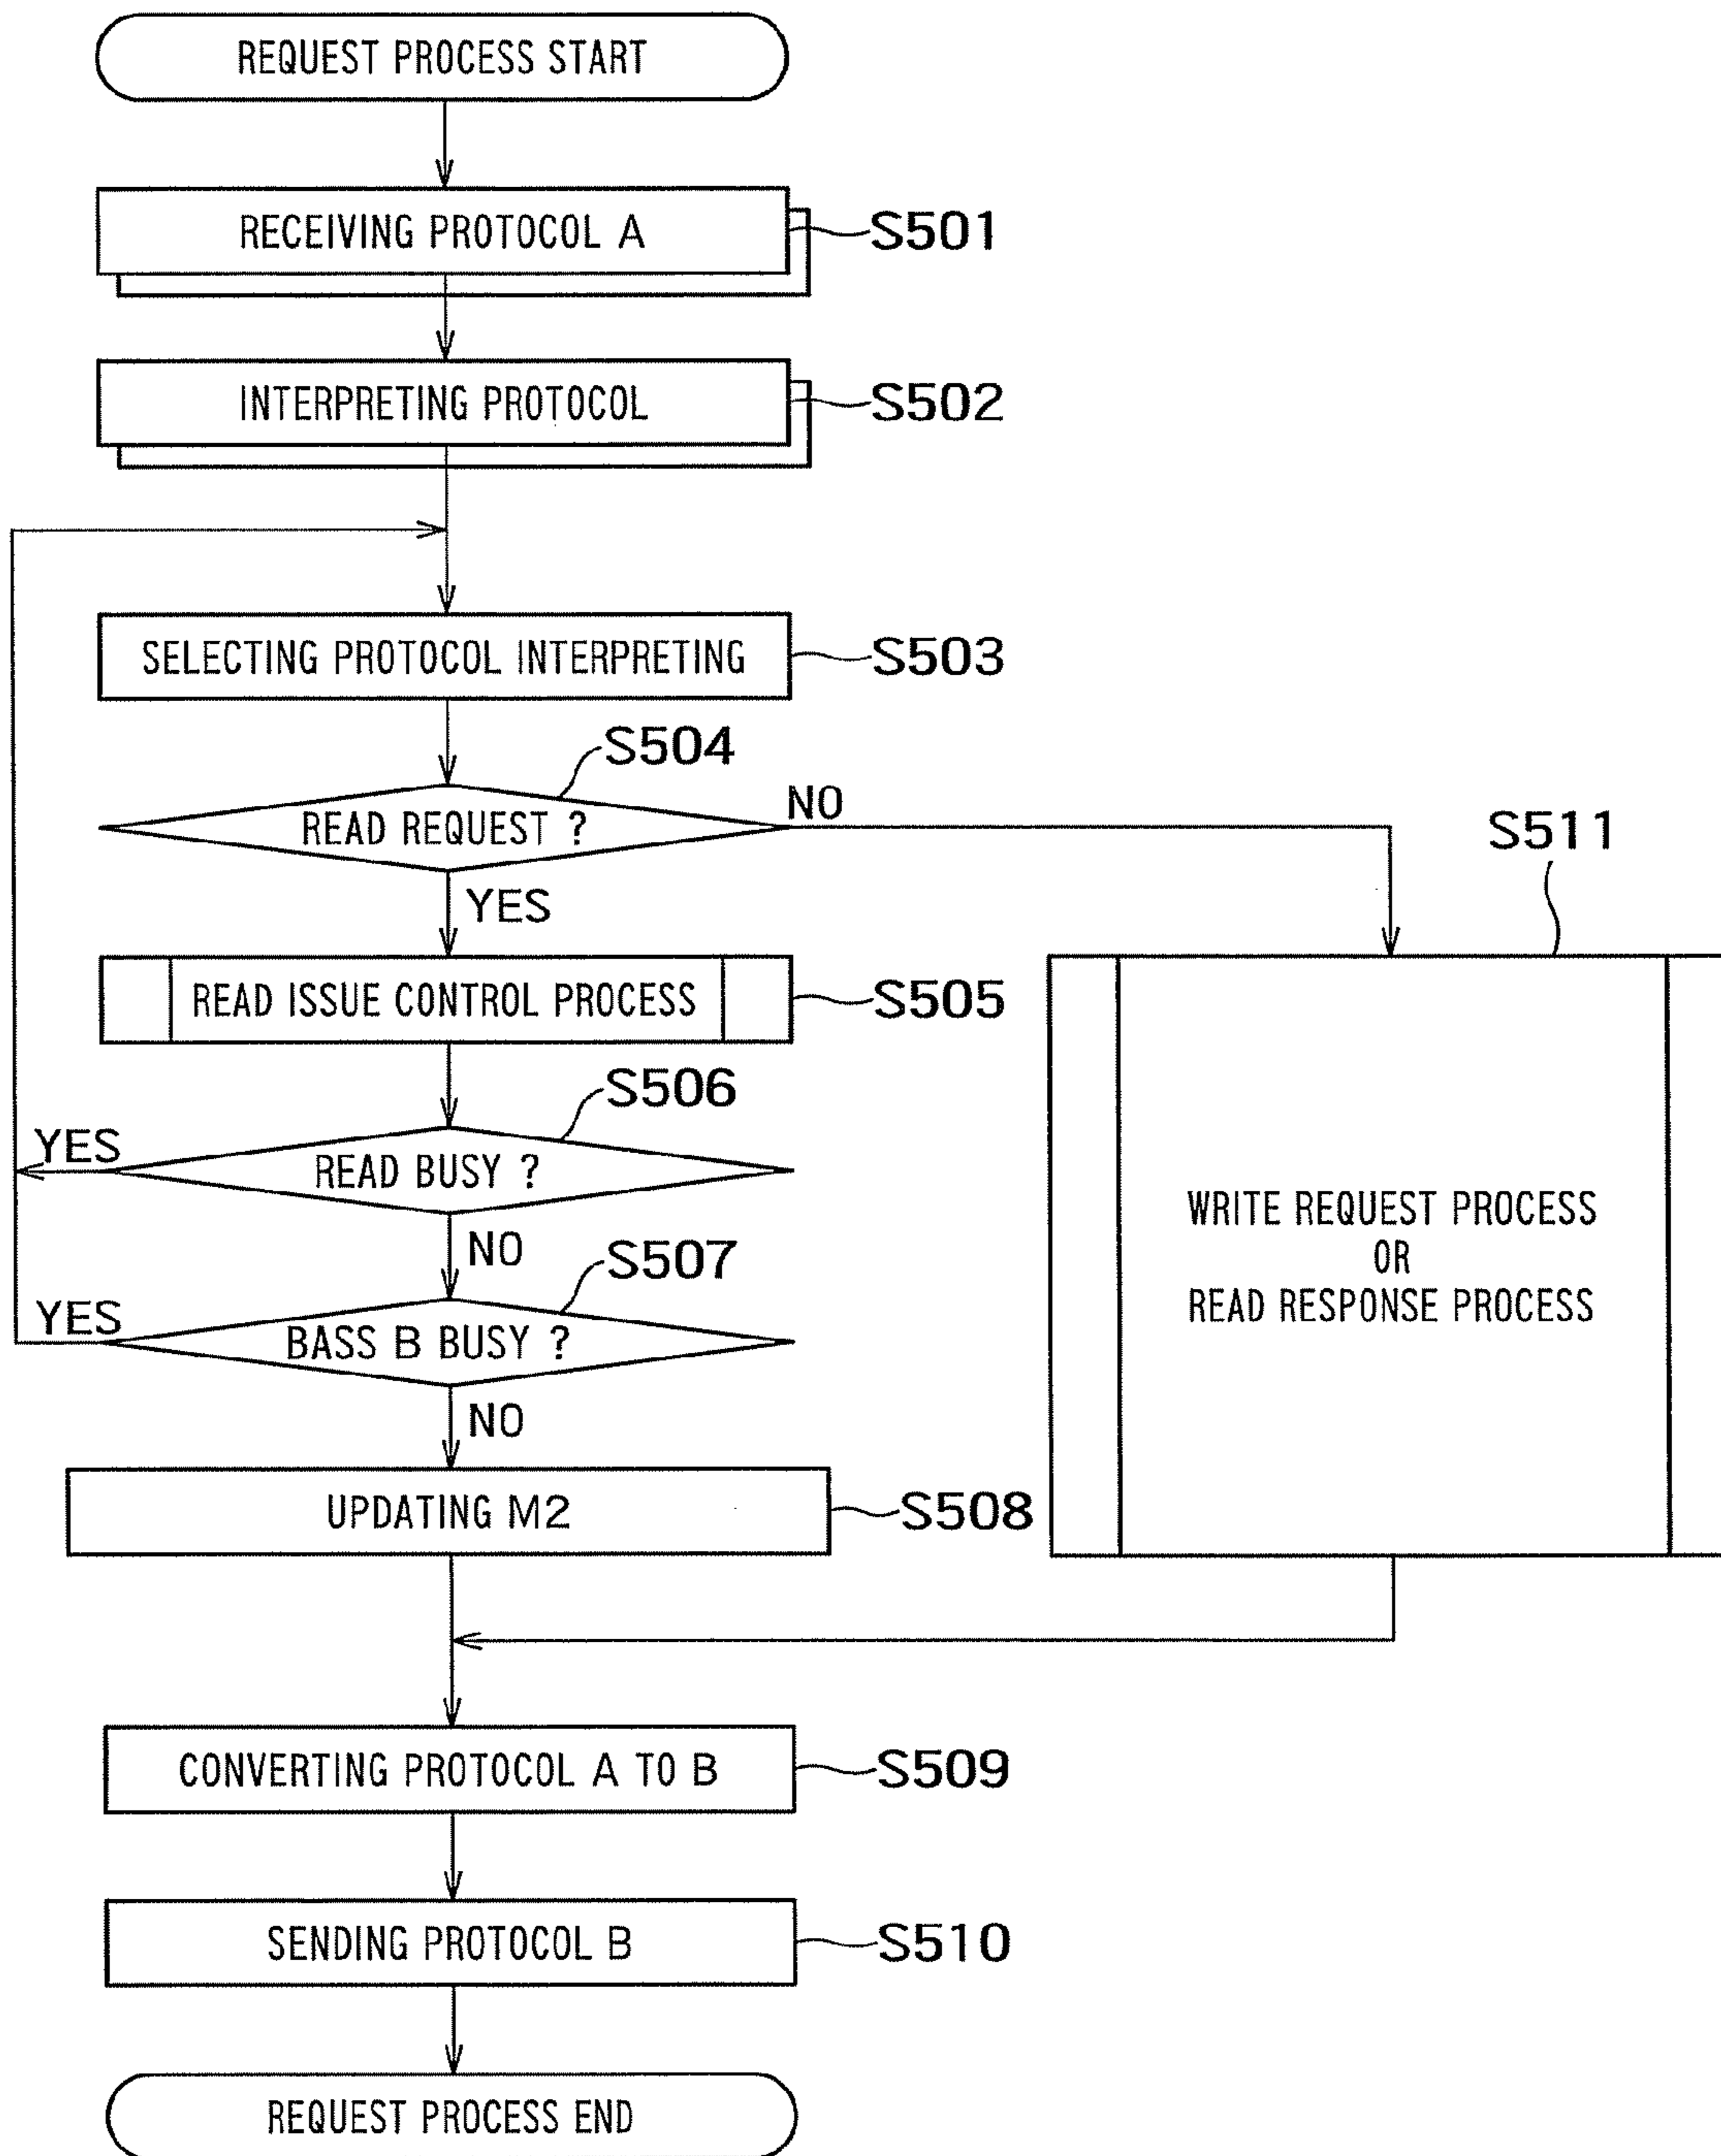 REQUEST PROCESS START
RECEIVING PROTOCOL A
S501
INTERPRETING PROTOCOL
S502
SELECTING PROTOCOL INTERPRETING
S503
S504
READ REQUEST ?
NO
YES
S511
READ ISSUE CONTROL PROCESS
S505
S506
YES
READ BUSY ?
NO
S507
YES
BASS B BUSY ?
NO
WRITE REQUEST PROCESS
OR
READ RESPONSE PROCESS
UPDATING M2
S508
CONVERTING PROTOCOL A TO B
S509
SENDING PROTOCOL B
S510
REQUEST PROCESS END